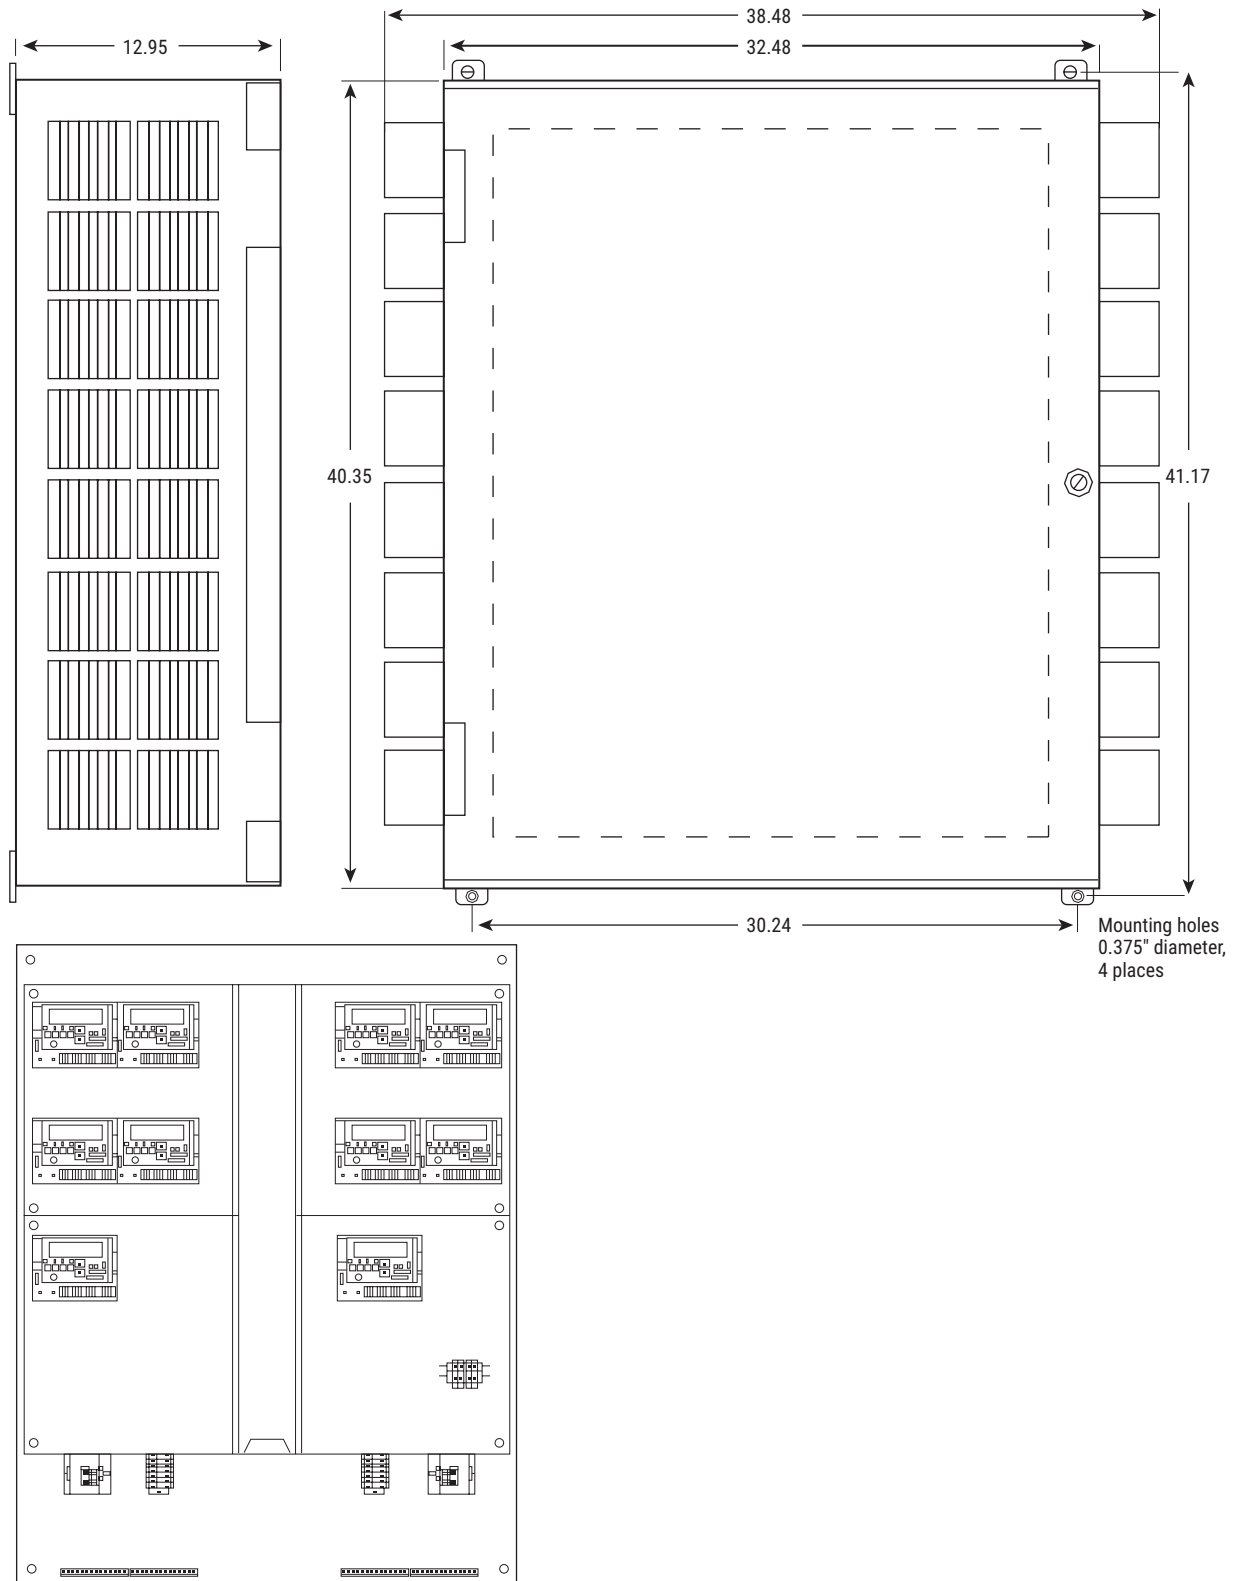 38.48
12.95
32.48
40.35
41.17
30.24
Mounting holes
0.375" diameter,
4 places